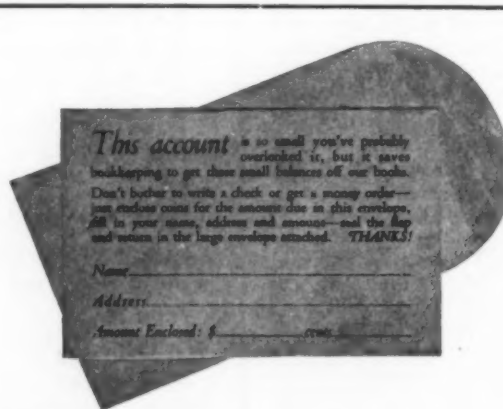 This account is so small you've probably
overlooked it, but it saves
bookkeeping to get these small balances off our books.
Don't bother to write a check or get a money order—
just enclose coins for the amount due in this envelope,
fill in your name, address and amount—seal the flap
and return in the large envelope attached. THANKS!
Name
Address
Amount Enclosed: $ cents